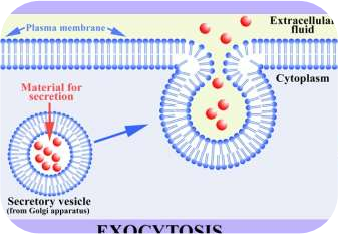 Plasma membrane
Extracellular
fluid
Cytoplasm
Material for
secretion
Secretory vesicle
(from Golgi apparatus)
EXOCYTOSIS